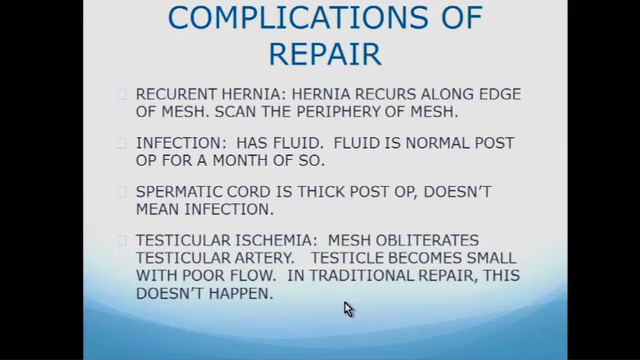 COMPLICATIONS OF
REPAIR
RECURENT HERNIA: HERNIA RECURS ALONG EDGE
OF MESH. SCAN THE PERIPHERY OF MESH.
INFECTION: HAS FLUID. FLUID IS NORMAL POST
OP FOR A MONTH OF SO.
SPERMATIC CORD IS THICK POST OP, DOESN'T
MEAN INFECTION.
TESTICULAR ISCHEMIA: MESH OBLITERATES
TESTICULAR ARTERY. TESTICLE BECOMES SMALL
WITH POOR FLOW. IN TRADITIONAL REPAIR, THIS
DOESN'T HAPPEN.